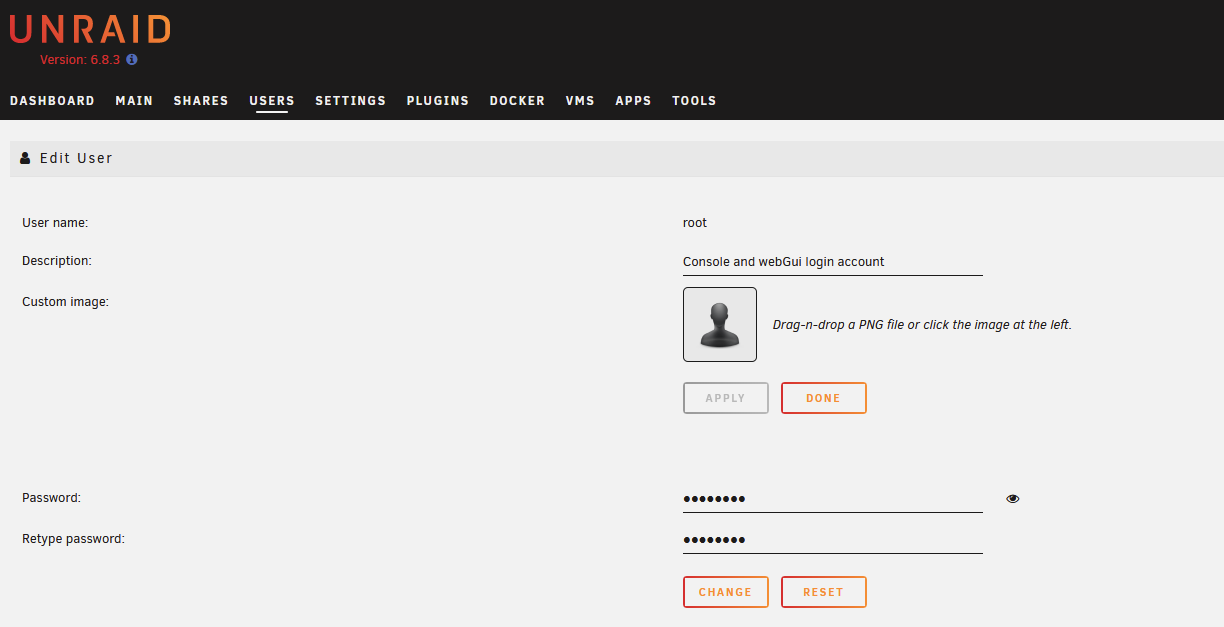 UNRAID
Version: 6.8.3
DASHBOARD MAIN SHARES USERS SETTINGS PLUGINS DOCKER VMS APPS TOOLS
Edit User
User name: root
Description: Console and webGui login account
Custom image: Drag-n-drop a PNG file or click the image at the left.
APPLY DONE
Password: ●●●●●●●●
Retype password: ●●●●●●●●
CHANGE RESET